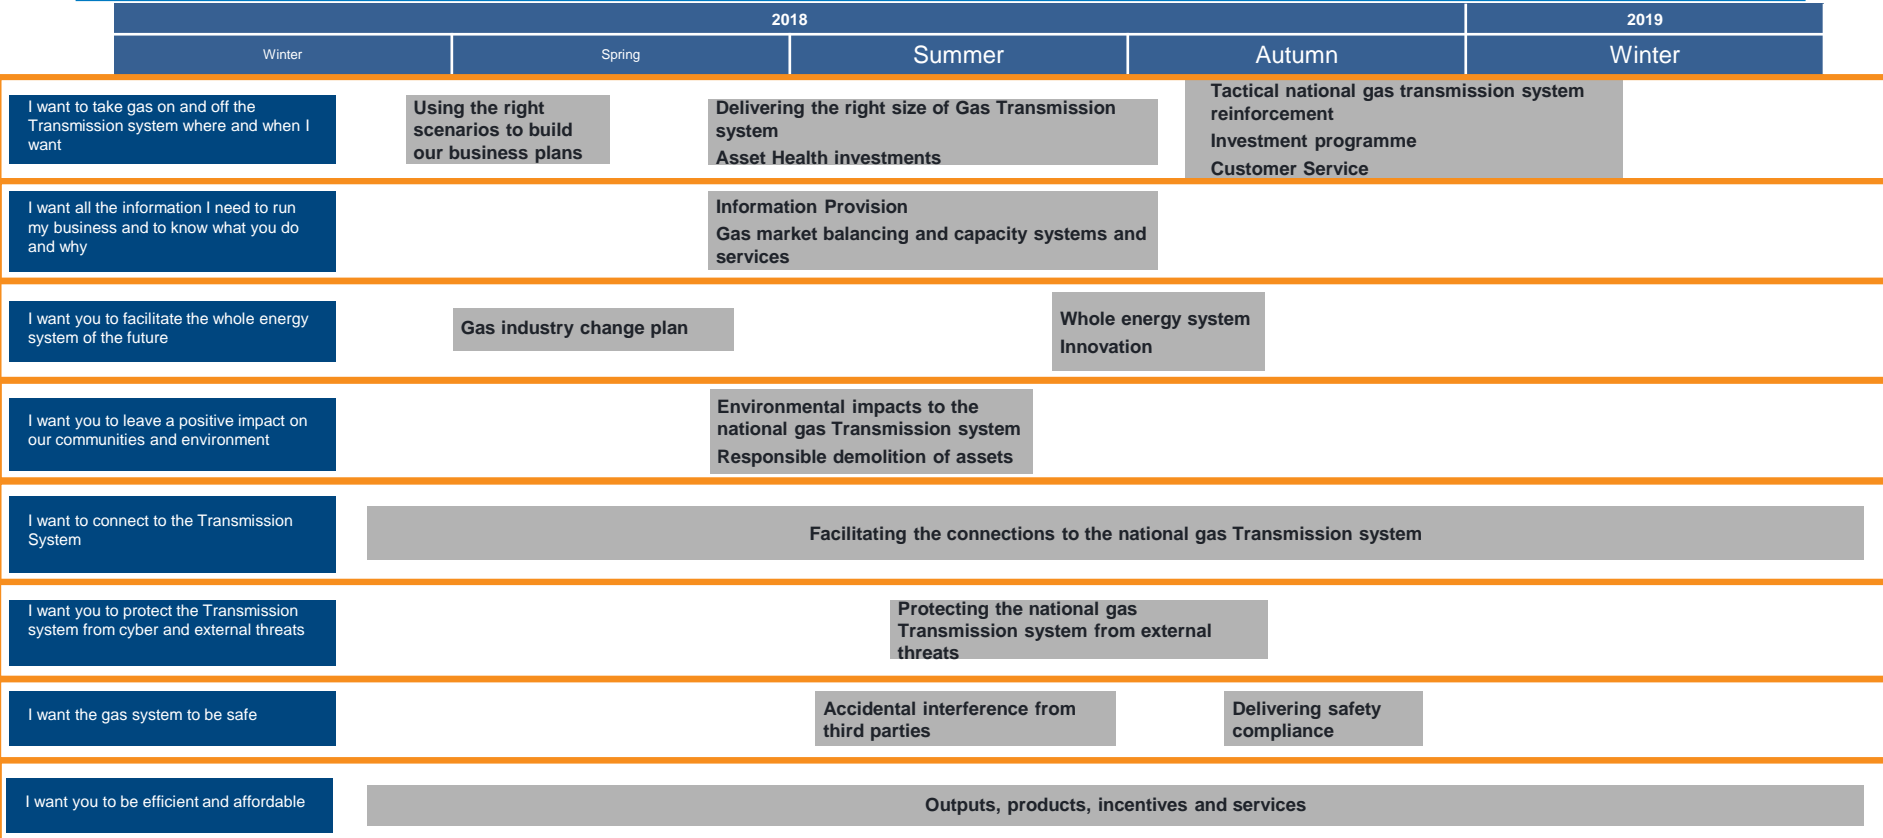 2018
2019
Winter
Spring
Summer
Autumn
Winter
I want to take gas on and off the
Transmission system where and when I
want
Using the right
scenarios to build
our business plans
Delivering the right size of Gas Transmission
system
Asset Health investments
Tactical national gas transmission system
reinforcement
Investment programme
Customer Service
I want all the information I need to run
my business and to know what you do
and why
Information Provision
Gas market balancing and capacity systems and
services
I want you to facilitate the whole energy
system of the future
Gas industry change plan
Whole energy system
Innovation
I want you to leave a positive impact on
our communities and environment
Environmental impacts to the
national gas Transmission system
Responsible demolition of assets
I want to connect to the Transmission
System
Facilitating the connections to the national gas Transmission system
I want you to protect the Transmission
system from cyber and external threats
Protecting the national gas
Transmission system from external
threats
I want the gas system to be safe
Accidental interference from
third parties
Delivering safety
compliance
I want you to be efficient and affordable
Outputs, products, incentives and services